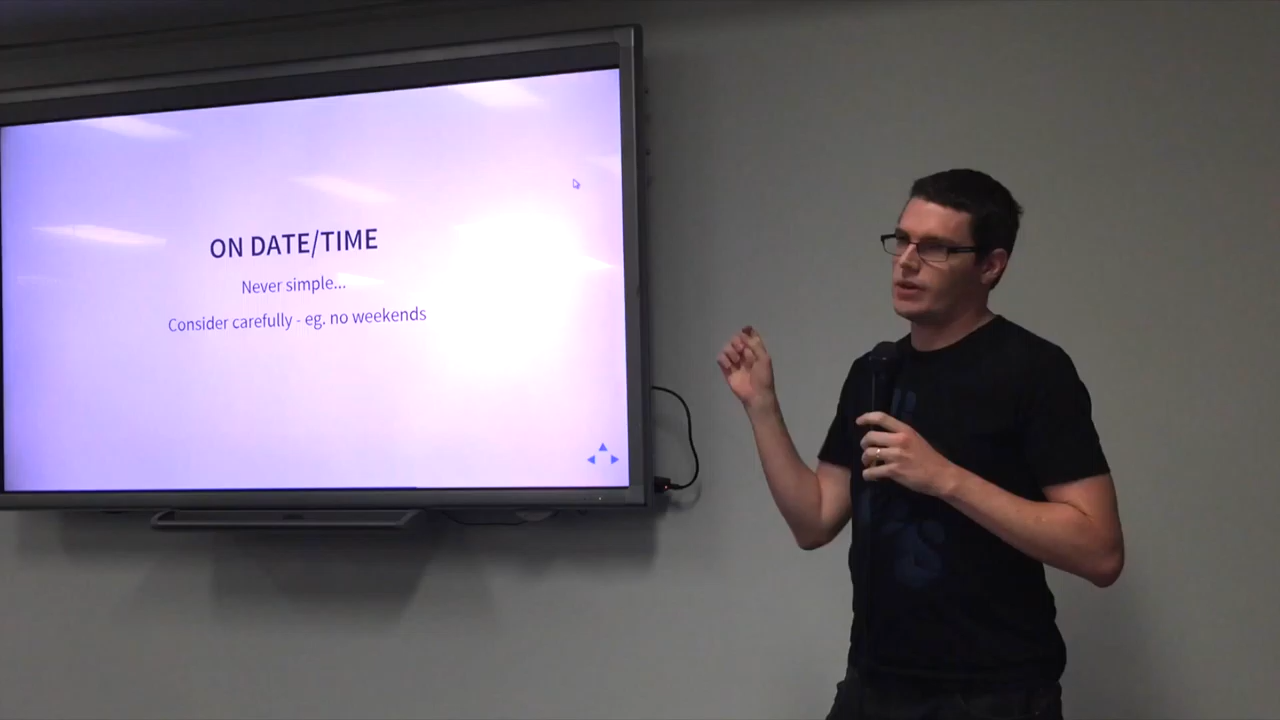 ON DATE/TIME
Never simple...
Consider carefully - eg. no weekends